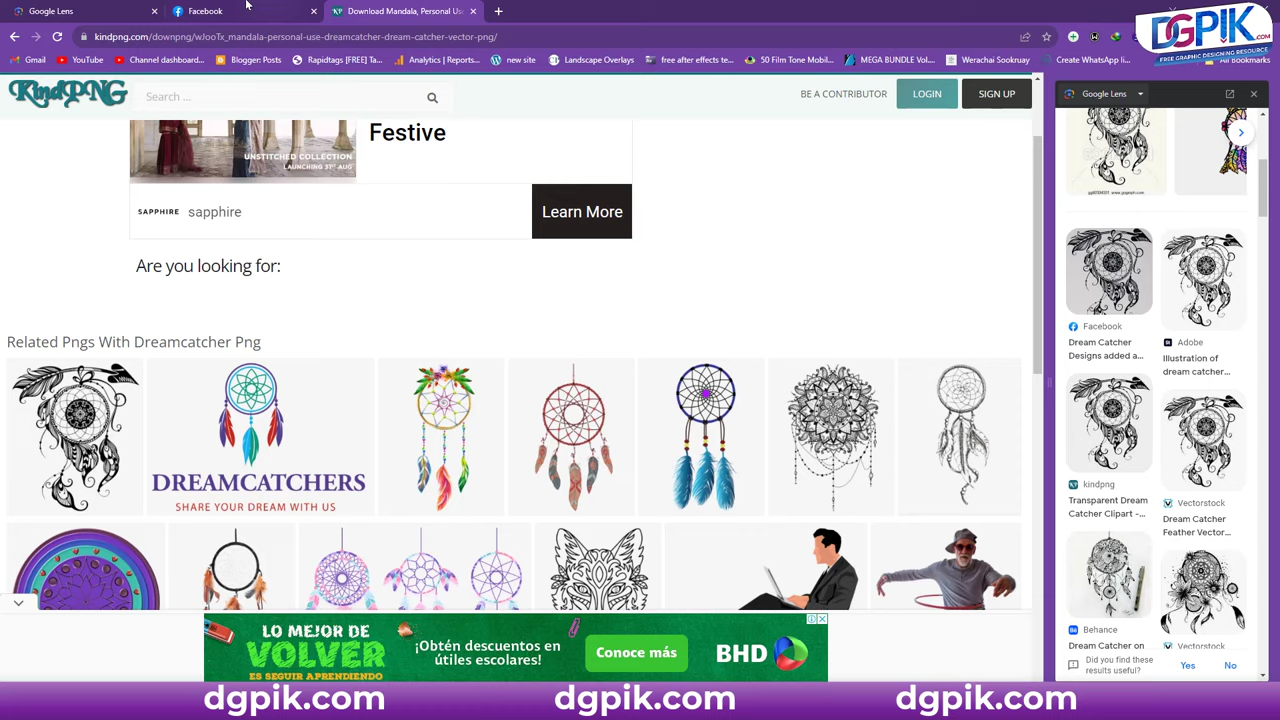 Google Lens
Facebook
Download Mandala, Personal Us
kindpng.com/downpng/wJooTx_mandala-personal-use-dreamcatcher-dream-catcher-vector-png/
Gmail
YouTube
Channel dashboard...
Blogger: Posts
Rapidtags [FREE] Ta...
Analytics | Reports...
new site
Landscape Overlays
free after effects te...
50 Film Tone Mobil...
MEGA BUNDLE Vol...
Werachai Sookruay
Create WhatsApp li...
All Bookmarks
DGPIK.COM
FREE GRAPHIC DESIGNING RESOURCE
KindPNG
Search ...
BE A CONTRIBUTOR
LOGIN
SIGN UP
Google Lens
UNSTITCHED COLLECTION
LAUNCHING 31ST AUG
Festive
SAPPHIRE
sapphire
Learn More
Are you looking for:
Related Pngs With Dreamcatcher Png
DREAMCATCHERS
SHARE YOUR DREAM WITH US
Facebook
Dream Catcher
Designs added a...
Adobe
Illustration of
dream catcher...
kindpng
Transparent Dream
Catcher Clipart -...
Vectorstock
Dream Catcher
Feather Vector...
Behance
Dream Catcher on
Vectorstock
Did you find these
results useful?
Yes
No
LO MEJOR DE
VOLVER
ES SEGUIR APRENDIENDO
¡Obtén descuentos en
útiles escolares!
Conoce más
BHD
dgpik.com
dgpik.com
dgpik.com